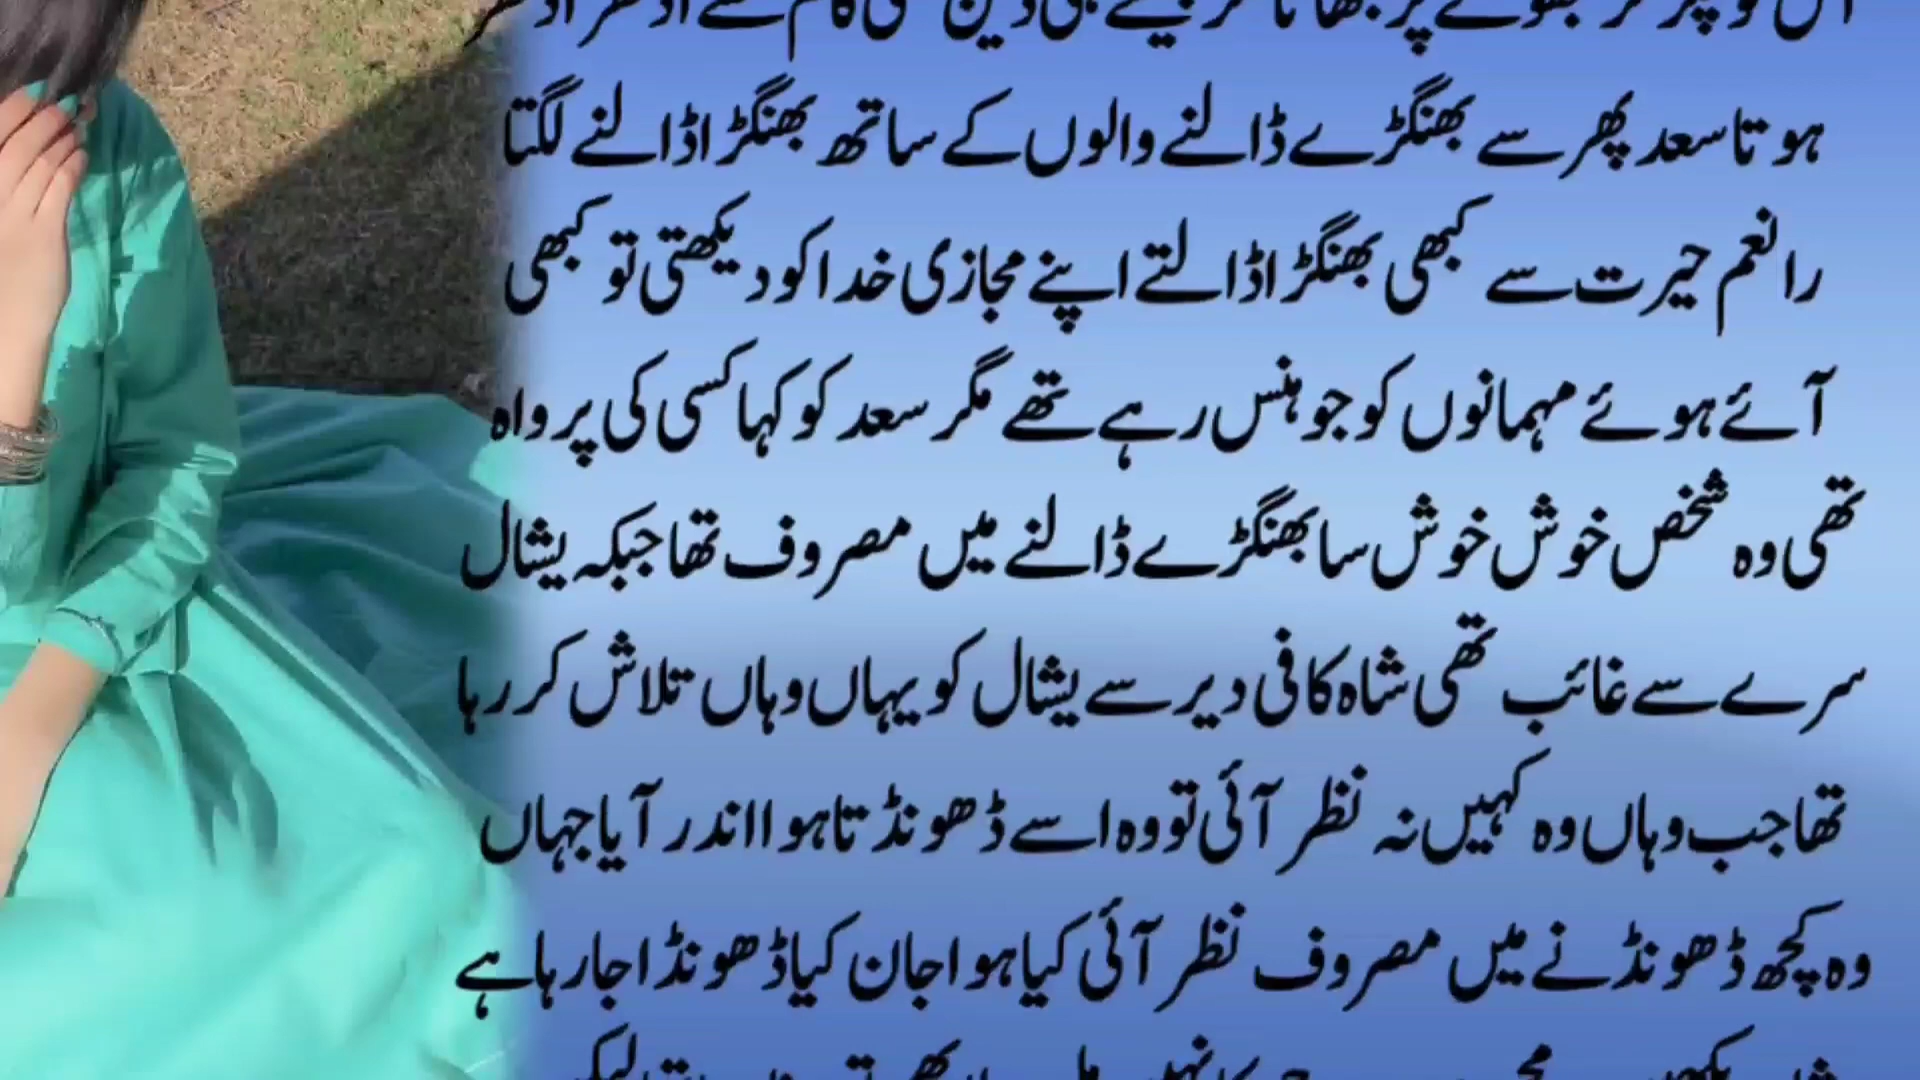 ہوتا سعد پھر سے بھنگڑے ڈالنے والوں کے ساتھ بھنگڑا ڈالنے لگتا
رانعم حیرت سے کبھی بھنگڑا ڈالتے اپنے مجازی خدا کو دیکھتی تو کبھی
آئے ہوئے مہمانوں کو جو ہنس رہے تھے مگر سعد کو کہا کسی کی پرواہ
تھی وہ شخص خوش خوش سا بھنگڑے ڈالنے میں مصروف تھا جبکہ یشال
سرے سے غائب تھی شاہ کافی دیر سے یشال کو یہاں وہاں تلاش کر رہا
تھا جب وہاں وہ کہیں نہ نظر آئی تو وہ اسے ڈھونڈتا ہوا اندر آیا جہاں
وہ کچھ ڈھونڈنے میں مصروف نظر آئی کیا ہوا جان کیا ڈھونڈا جا رہا ہے